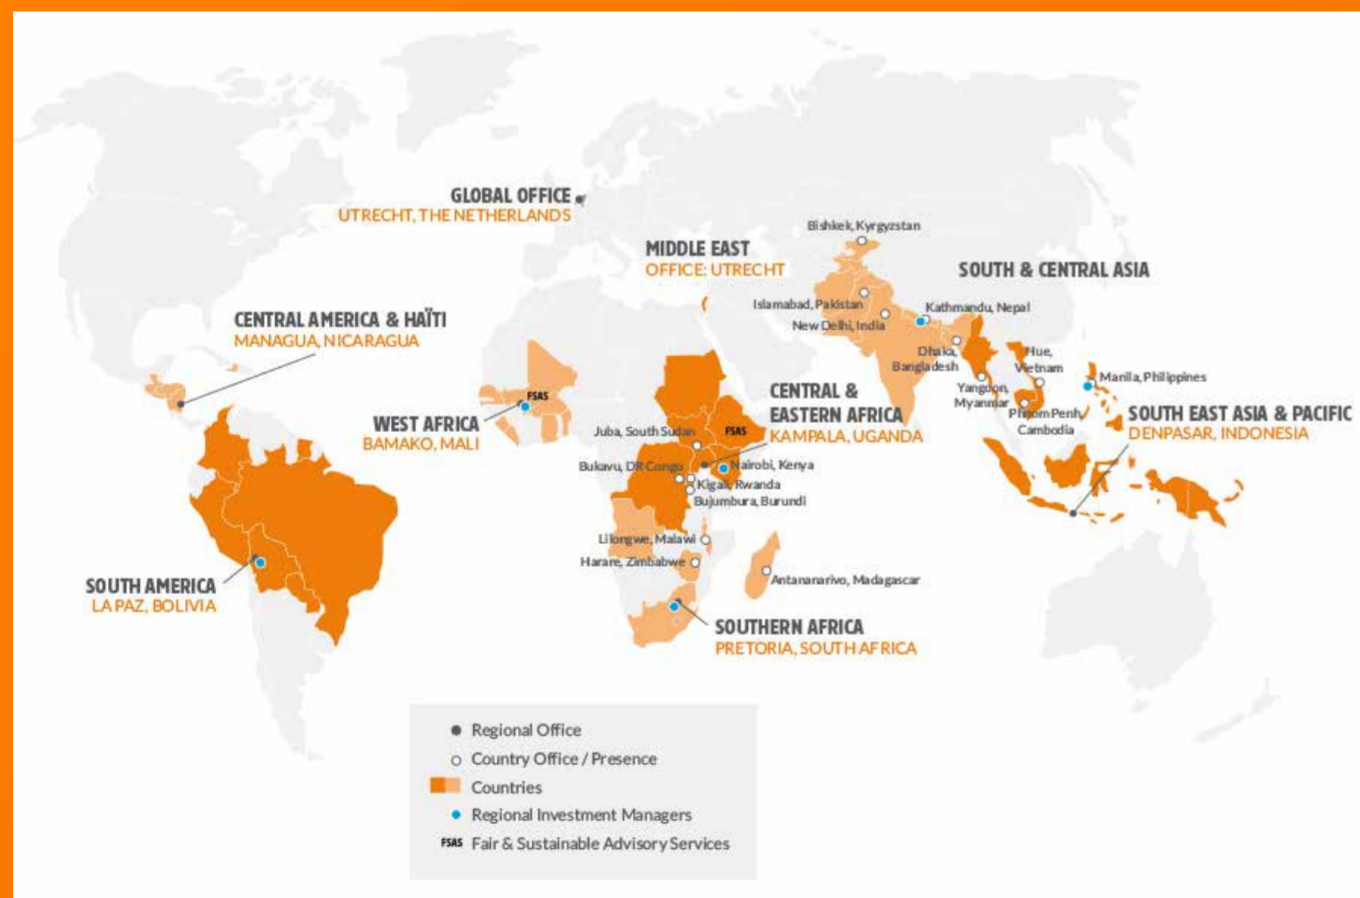 GLOBAL OFFICE
UTRECHT, THE NETHERLANDS
MIDDLE EAST
OFFICE: UTRECHT
Bishkek, Kyrgyzstan
SOUTH & CENTRAL ASIA
Islamabad, Pakistan
New Delhi, India
Kathmandu, Nepal
Dhaka,
Bangladesh
CENTRAL AMERICA & HAÏTI
MANAGUA, NICARAGUA
Hue,
Vietnam
Yangon,
Myanmar
Phnom Penh,
Cambodia
Manila, Philippines
SOUTH EAST ASIA & PACIFIC
DENPASAR, INDONESIA
FSAS
WEST AFRICA
BAMAKO, MALI
CENTRAL &
EASTERN AFRICA
KAMPALA, UGANDA
FSAS
Juba, South Sudan
Bukavu, DR Congo
Nairobi, Kenya
Kigali, Rwanda
Bujumbura, Burundi
Lilongwe, Malawi
Harare, Zimbabwe
Antananarivo, Madagascar
SOUTH AMERICA
LA PAZ, BOLIVIA
SOUTHERN AFRICA
PRETORIA, SOUTH AFRICA
Regional Office
Country Office / Presence
Countries
Regional Investment Managers
FSAS Fair & Sustainable Advisory Services